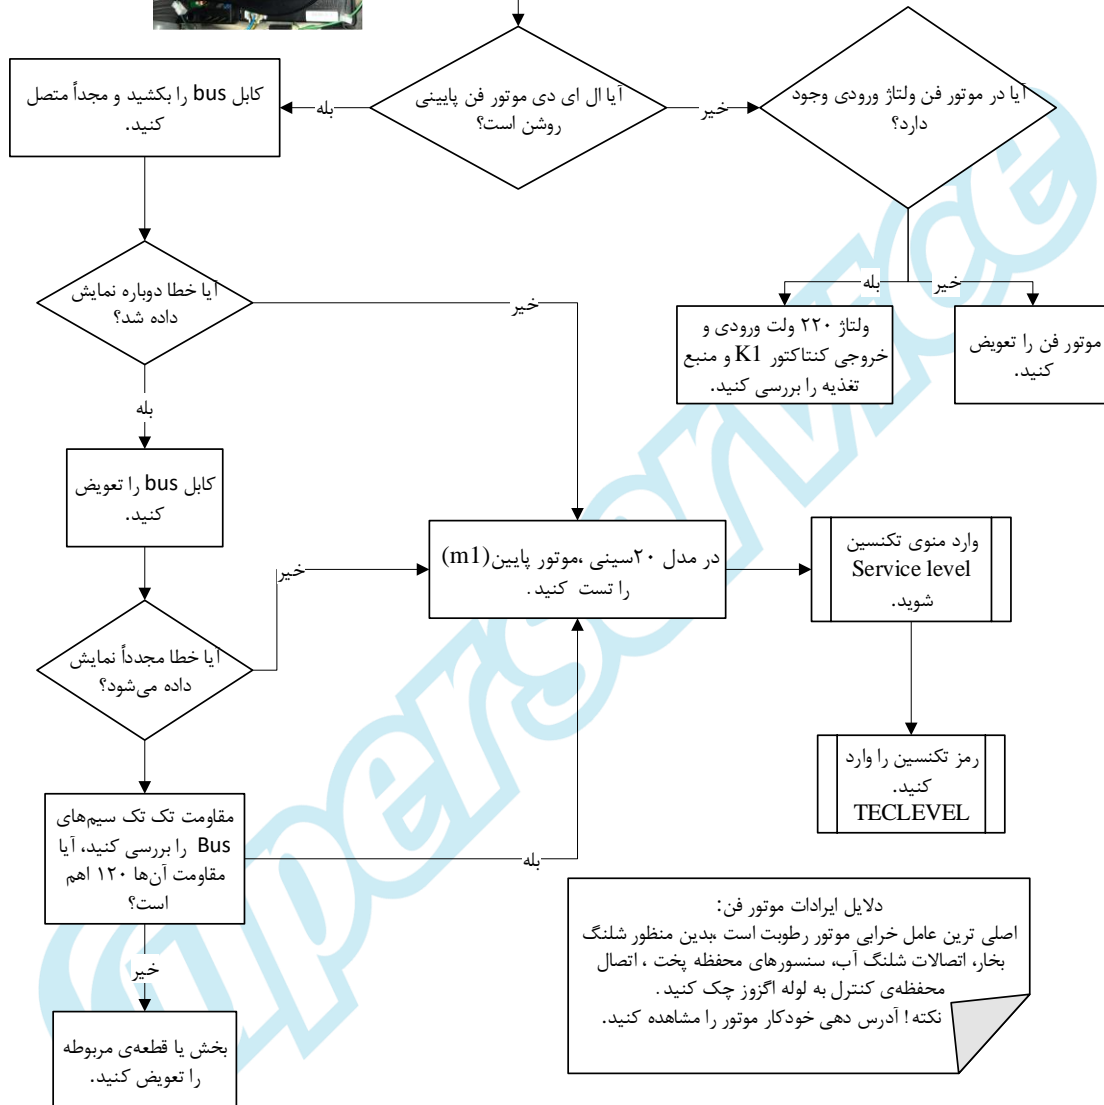 آیا در موتور فن ولتاژ ورودی وجود
دارد؟
خیر
آیا ال ای دی موتور فن پایینی
روشن است؟
بله
کابل bus را بکشید و مجداً متصل
کنید.
آیا خطا دوباره نمایش
داده شد؟
خیر
بله
خیر
بله
موتور فن را تعویض
کنید.
ولتاژ ۲۲۰ ولت ورودی و
خروجی کنتاکتور K1 و منبع
تغذیه را بررسی کنید.
کابل bus را تعویض
کنید.
در مدل ۲۰سینی ،موتور پایین(m1)
را تست کنید.
وارد منوی تکنسین
Service level
شوید.
خیر
آیا خطا مجدداً نمایش
داده می‌شود؟
رمز تکنسین را وارد
کنید.
TECLEVEL
مقاومت تک تک سیم‌های
Bus را بررسی کنید، آیا
مقاومت آن‌ها ۱۲۰ اهم
است؟
بله
خیر
بخش یا قطعه‌ی مربوطه
را تعویض کنید.
دلایل ایرادات موتور فن:
اصلی ترین عامل خرابی موتور رطوبت است ،بدین منظور شلنگ
بخار، اتصالات شلنگ آب، سنسورهای محفظه پخت ، اتصال
محفظه‌ی کنترل به لوله اگزوز چک کنید.
نکته! آدرس دهی خودکار موتور را مشاهده کنید.
iperservice